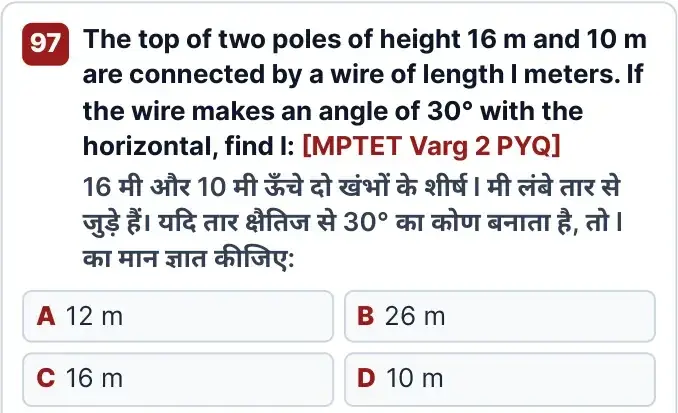 97 The top of two poles of height 16 m and 10 m
are connected by a wire of length l meters. If
the wire makes an angle of 30° with the
horizontal, find l: [MPTET Varg 2 PYQ]
16 मी और 10 मी ऊँचे दो खंभों के शीर्ष l मी लंबे तार से
जुड़े हैं। यदि तार क्षैतिज से 30° का कोण बनाता है, तो l
का मान ज्ञात कीजिए:
A 12 m
B 26 m
C 16 m
D 10 m